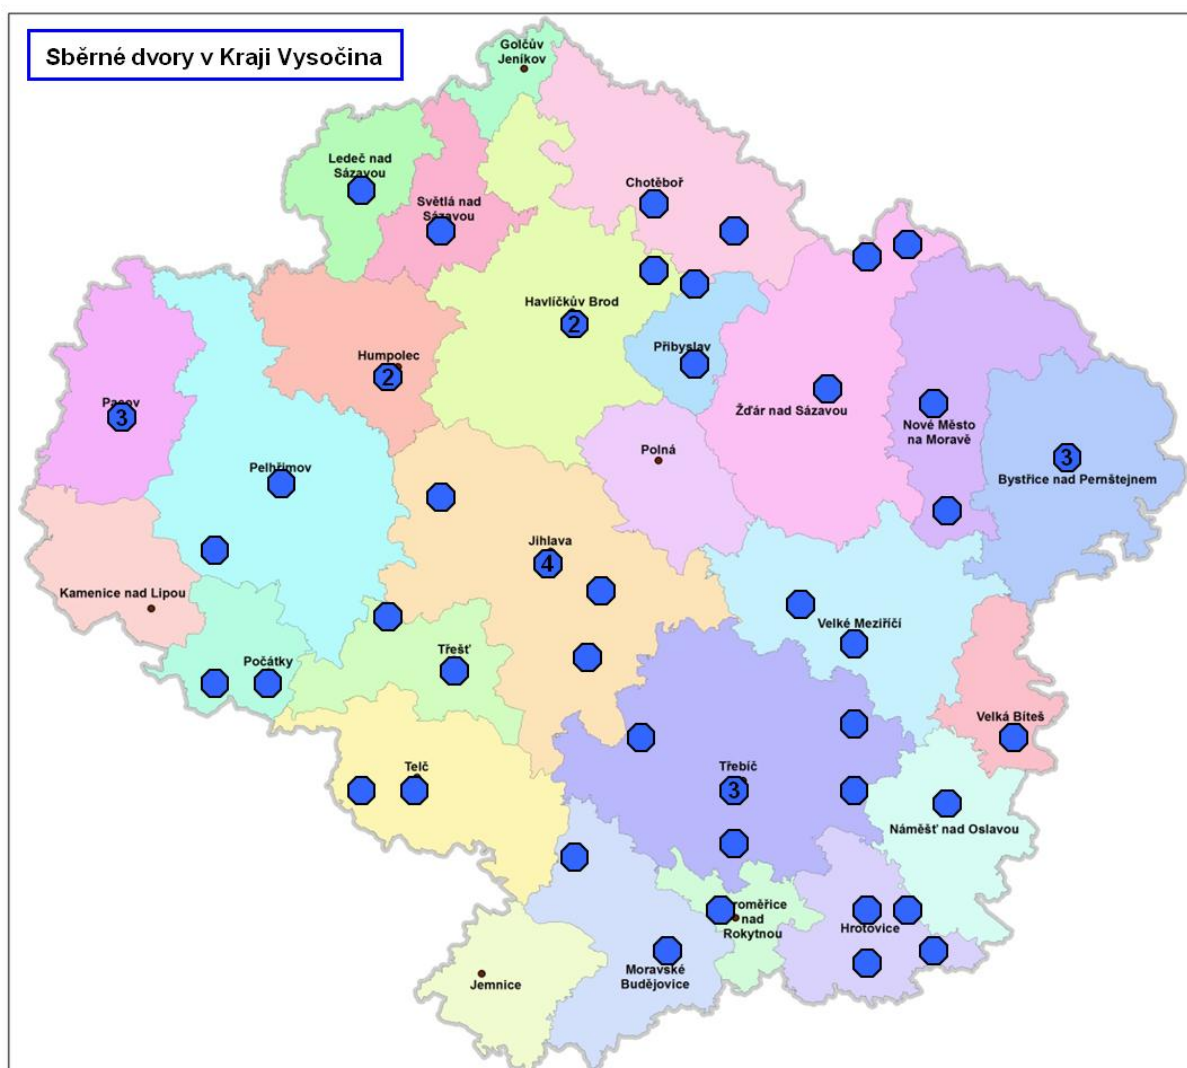 Sběrné dvory v Kraji Vysočina
Golčův
Jeníkov
Ledeč nad
Sázavou
Světlá nad
Sázavou
Chotěboř
Havlíčkův Brod
2
Humpolec
2
Přibyslav
Pacov
3
Žďár nad Sázavou
Nové Město
na Moravě
3
Bystřice nad Pernštejnem
Polná
Pelhřimov
Jihlava
4
Kamenice nad Lipou
Velké Meziříčí
Třešť
Počátky
Velká Bíteš
Telč
Třebíč
3
Náměšť nad Oslavou
Jaroměřice
nad
Rokytnou
Hrotovice
Moravské
Budějovice
Jemnice